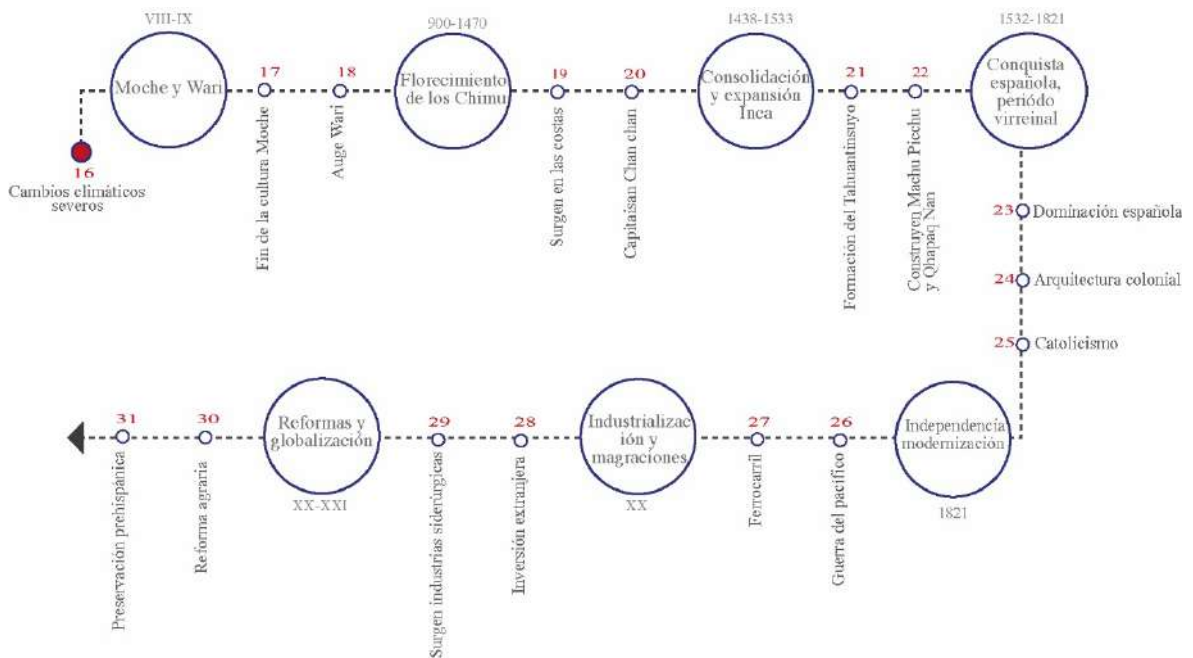 VIII-IX
Moche y Wari
16
Cambios climáticos
severos
17
Fin de la cultura Moche
18
Auge Wari
900-1470
Florecimiento
de los Chimu
19
Surgen en las costas
20
Capitaisan Chan chan
1438-1533
Consolidación
y expansión
Inca
21
Formación del Tahuantinsuyo
22
Construyen Machu Picchu
y Qhapaq Nan
1532-1821
Conquista
española,
periódo
virreinal
23
Dominación española
24
Arquitectura colonial
25
Catolicismo
Independencía
modernización
1821
26
Guerra del pacífico
27
Ferrocarril
Industrializac
ión y
magraciones
XX
28
Inversión extranjera
29
Surgen industrias siderúrgicas
Reformas y
globalización
XX-XXI
30
Reforma agraria
31
Preservación prehispánica